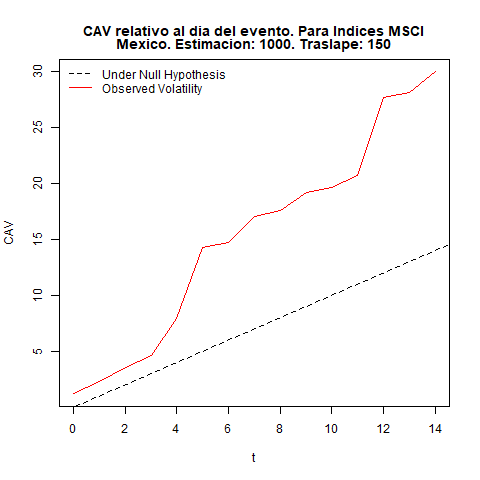 CAV relativo al dia del evento. Para Indices MSCI
Mexico. Estimacion: 1000. Traslape: 150
Under Null Hypothesis
Observed Volatility
30
25
20
15
10
5
CAV
0 2 4 6 8 10 12 14
t